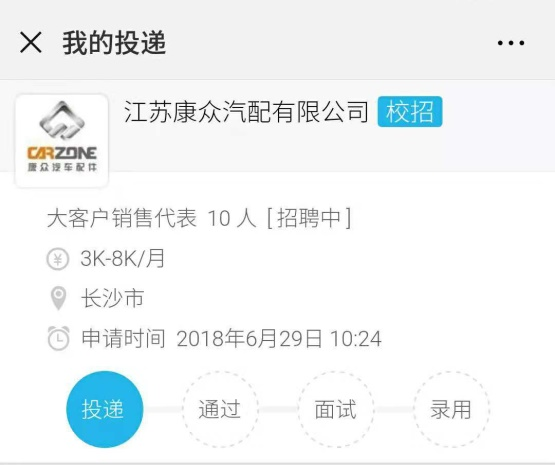 我的投递
江苏康众汽配有限公司 校招
CARZONE
康众汽车配件
大客户销售代表 10 人 [招聘中]
¥ 3K-8K/月
长沙市
申请时间 2018年6月29日 10:24
投递 通过 面试 录用